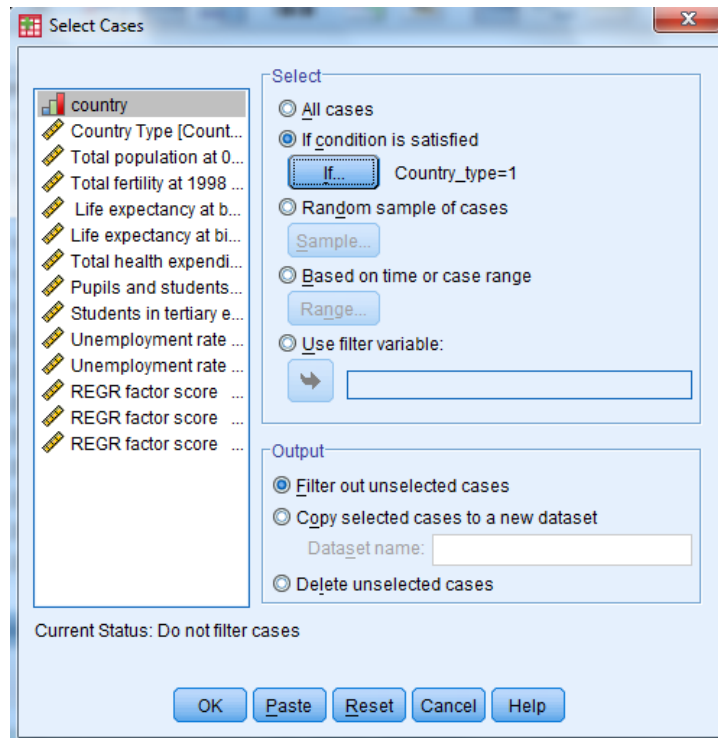 Select Cases
X
country
Country Type [Count...
Total population at 0...
Total fertility at 1998 ...
Life expectancy at b...
Life expectancy at bi...
Total health expendi...
Pupils and students...
Students in tertiary e...
Unemployment rate ...
Unemployment rate ...
REGR factor score ...
REGR factor score ...
REGR factor score ...
Select
All cases
If condition is satisfied
If... Country_type=1
Random sample of cases
Sample...
Based on time or case range
Range...
Use filter variable:
Output
Filter out unselected cases
Copy selected cases to a new dataset
Dataset name:
Delete unselected cases
Current Status: Do not filter cases
OK Paste Reset Cancel Help